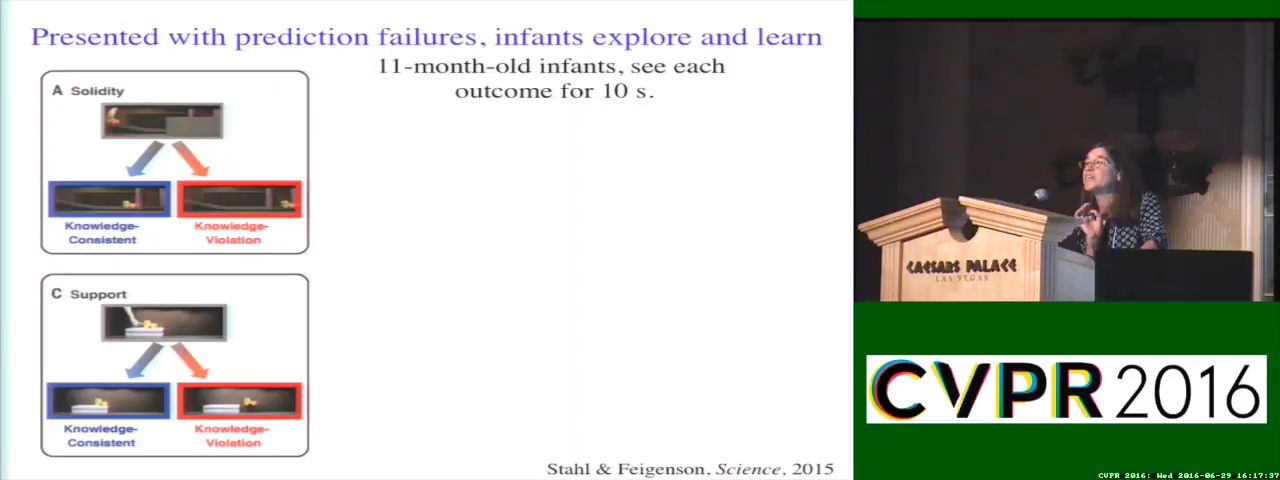 Presented with prediction failures, infants explore and learn
11-month-old infants, see each
outcome for 10 s.
A Solidity
Knowledge-
Consistent
Knowledge-
Violation
C Support
Knowledge-
Consistent
Knowledge-
Violation
Stahl & Feigenson, Science, 2015
CAESARS PALACE
LAS VEGAS
CVPR 2016
CVPR 2016: Wed 2016-06-29 16:17:37